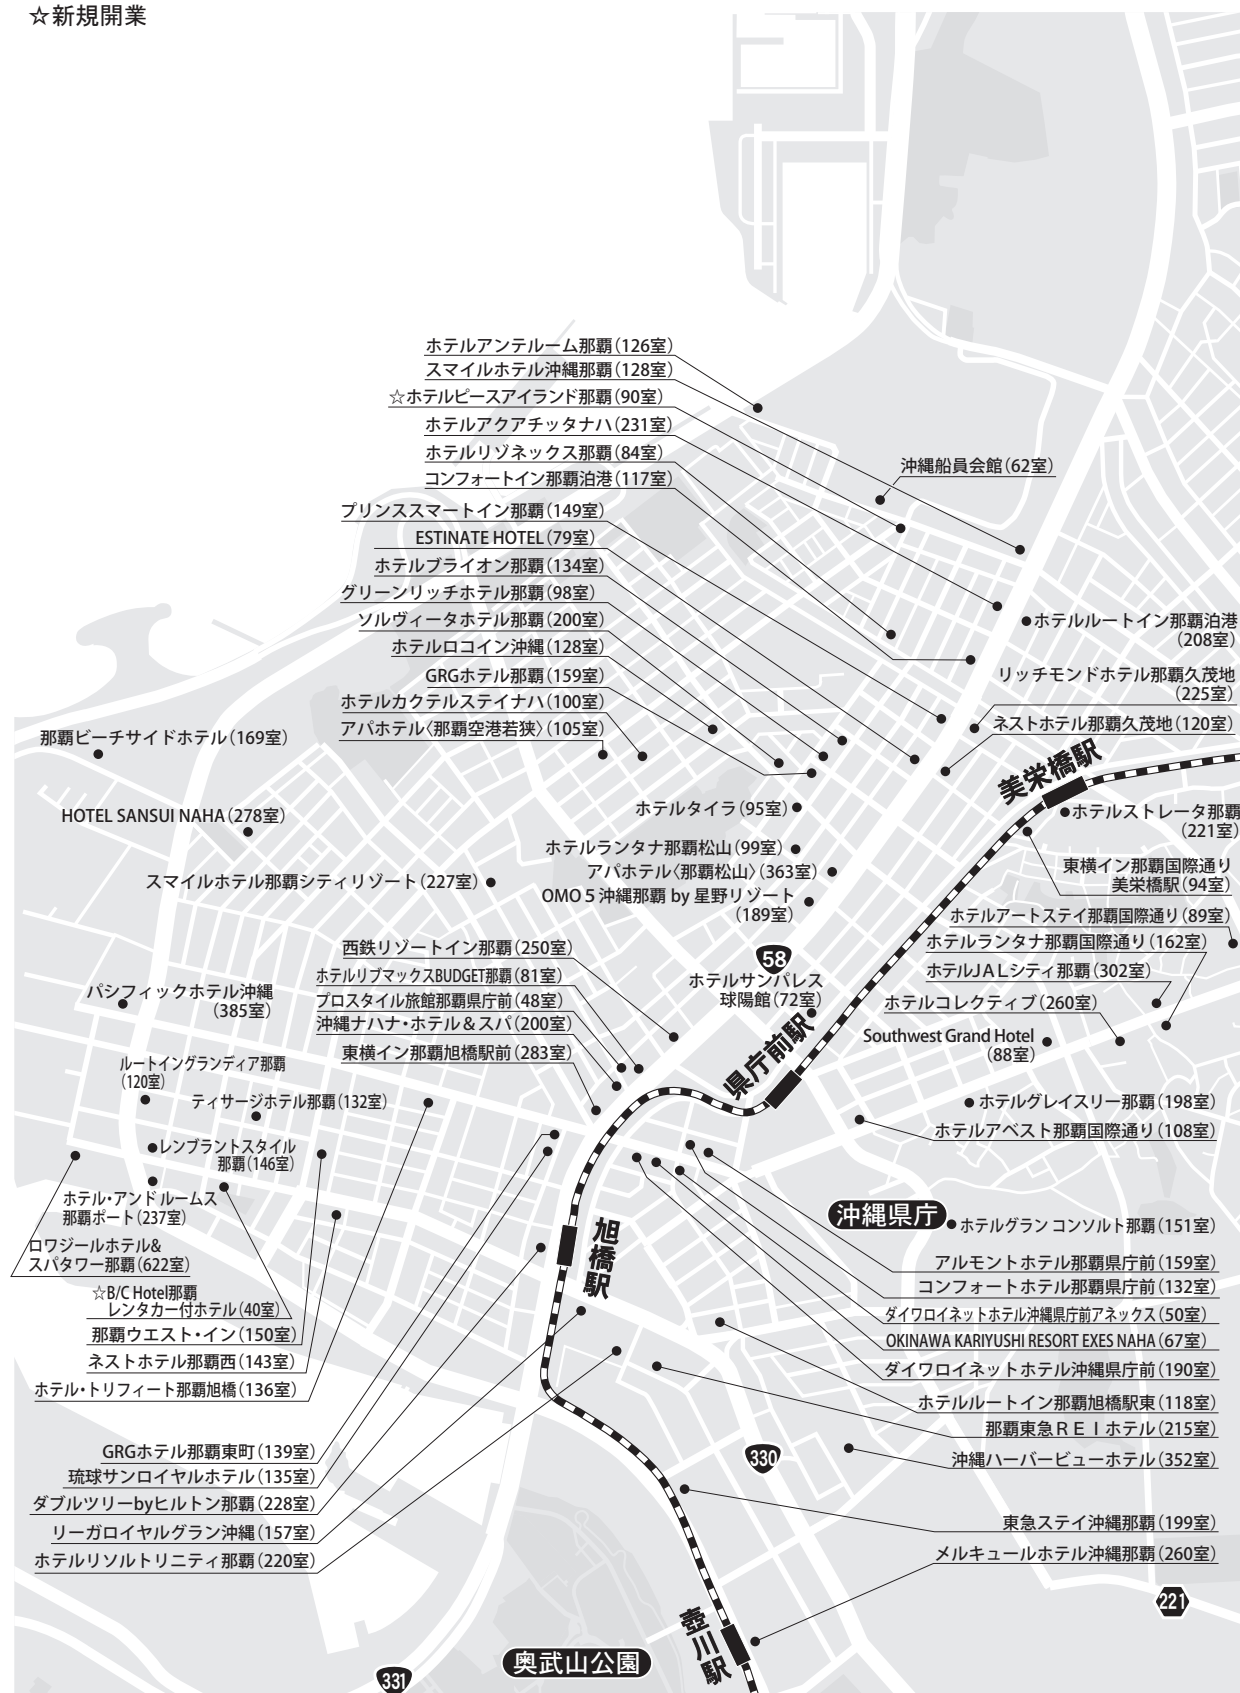 ☆新規開業
ホテルアンテルーム那覇(126室)
スマイルホテル沖縄那覇(128室)
☆ホテルピースアイランド那覇(90室)
ホテルアクアチッタナハ(231室)
ホテルリゾネックス那覇(84室)
コンフォートイン那覇泊港(117室)
沖縄船員会館(62室)
プリンススマートイン那覇(149室)
ESTINATE HOTEL(79室)
ホテルブライオン那覇(134室)
グリーンリッチホテル那覇(98室)
ソルヴィータホテル那覇(200室)
ホテルロコイン沖縄(128室)
GRGホテル那覇(159室)
ホテルカクテルステイナハ(100室)
アパホテル〈那覇空港若狭〉(105室)
ホテルルートイン那覇泊港
(208室)
リッチモンドホテル那覇久茂地
(225室)
ネストホテル那覇久茂地(120室)
美栄橋駅
那覇ビーチサイドホテル(169室)
HOTEL SANSUI NAHA(278室)
スマイルホテル那覇シティリゾート(227室)
ホテルタイラ(95室)
ホテルランタナ那覇松山(99室)
アパホテル〈那覇松山〉(363室)
OMO 5 沖縄那覇 by 星野リゾート
(189室)
ホテルストレータ那覇
(221室)
東横イン那覇国際通り
美栄橋駅(94室)
ホテルアートステイ那覇国際通り(89室)
ホテルランタナ那覇国際通り(162室)
ホテルJALシティ那覇(302室)
ホテルコレクティブ(260室)
Southwest Grand Hotel
(88室)
58
ホテルサンパレス
球陽館(72室)
県庁前駅
西鉄リゾートイン那覇(250室)
ホテルリブマックスBUDGET那覇(81室)
プロスタイル旅館那覇県庁前(48室)
沖縄ナハナ・ホテル&スパ(200室)
東横イン那覇旭橋駅前(283室)
パシフィックホテル沖縄
(385室)
ルートイングランディア那覇
(120室)
ティサージホテル那覇(132室)
レンブラントスタイル
那覇(146室)
ホテル・アンド ルームス
那覇ポート(237室)
ロワジールホテル&
スパタワー那覇(622室)
☆B/C Hotel那覇
レンタカー付ホテル(40室)
那覇ウエスト・イン(150室)
ネストホテル那覇西(143室)
ホテル・トリフィート那覇旭橋(136室)
GRGホテル那覇東町(139室)
琉球サンロイヤルホテル(135室)
ダブルツリーbyヒルトン那覇(228室)
リーガロイヤルグラン沖縄(157室)
ホテルリソルトリニティ那覇(220室)
旭橋駅
ホテルグレイスリー那覇(198室)
ホテルアベスト那覇国際通り(108室)
沖縄県庁
ホテルグラン コンソルト那覇(151室)
アルモントホテル那覇県庁前(159室)
コンフォートホテル那覇県庁前(132室)
ダイワロイネットホテル沖縄県庁前アネックス(50室)
OKINAWA KARIYUSHI RESORT EXES NAHA(67室)
ダイワロイネットホテル沖縄県庁前(190室)
ホテルルートイン那覇旭橋駅東(118室)
那覇東急REIホテル(215室)
沖縄ハーバービューホテル(352室)
330
東急ステイ沖縄那覇(199室)
メルキュールホテル沖縄那覇(260室)
221
壺川駅
奥武山公園
331